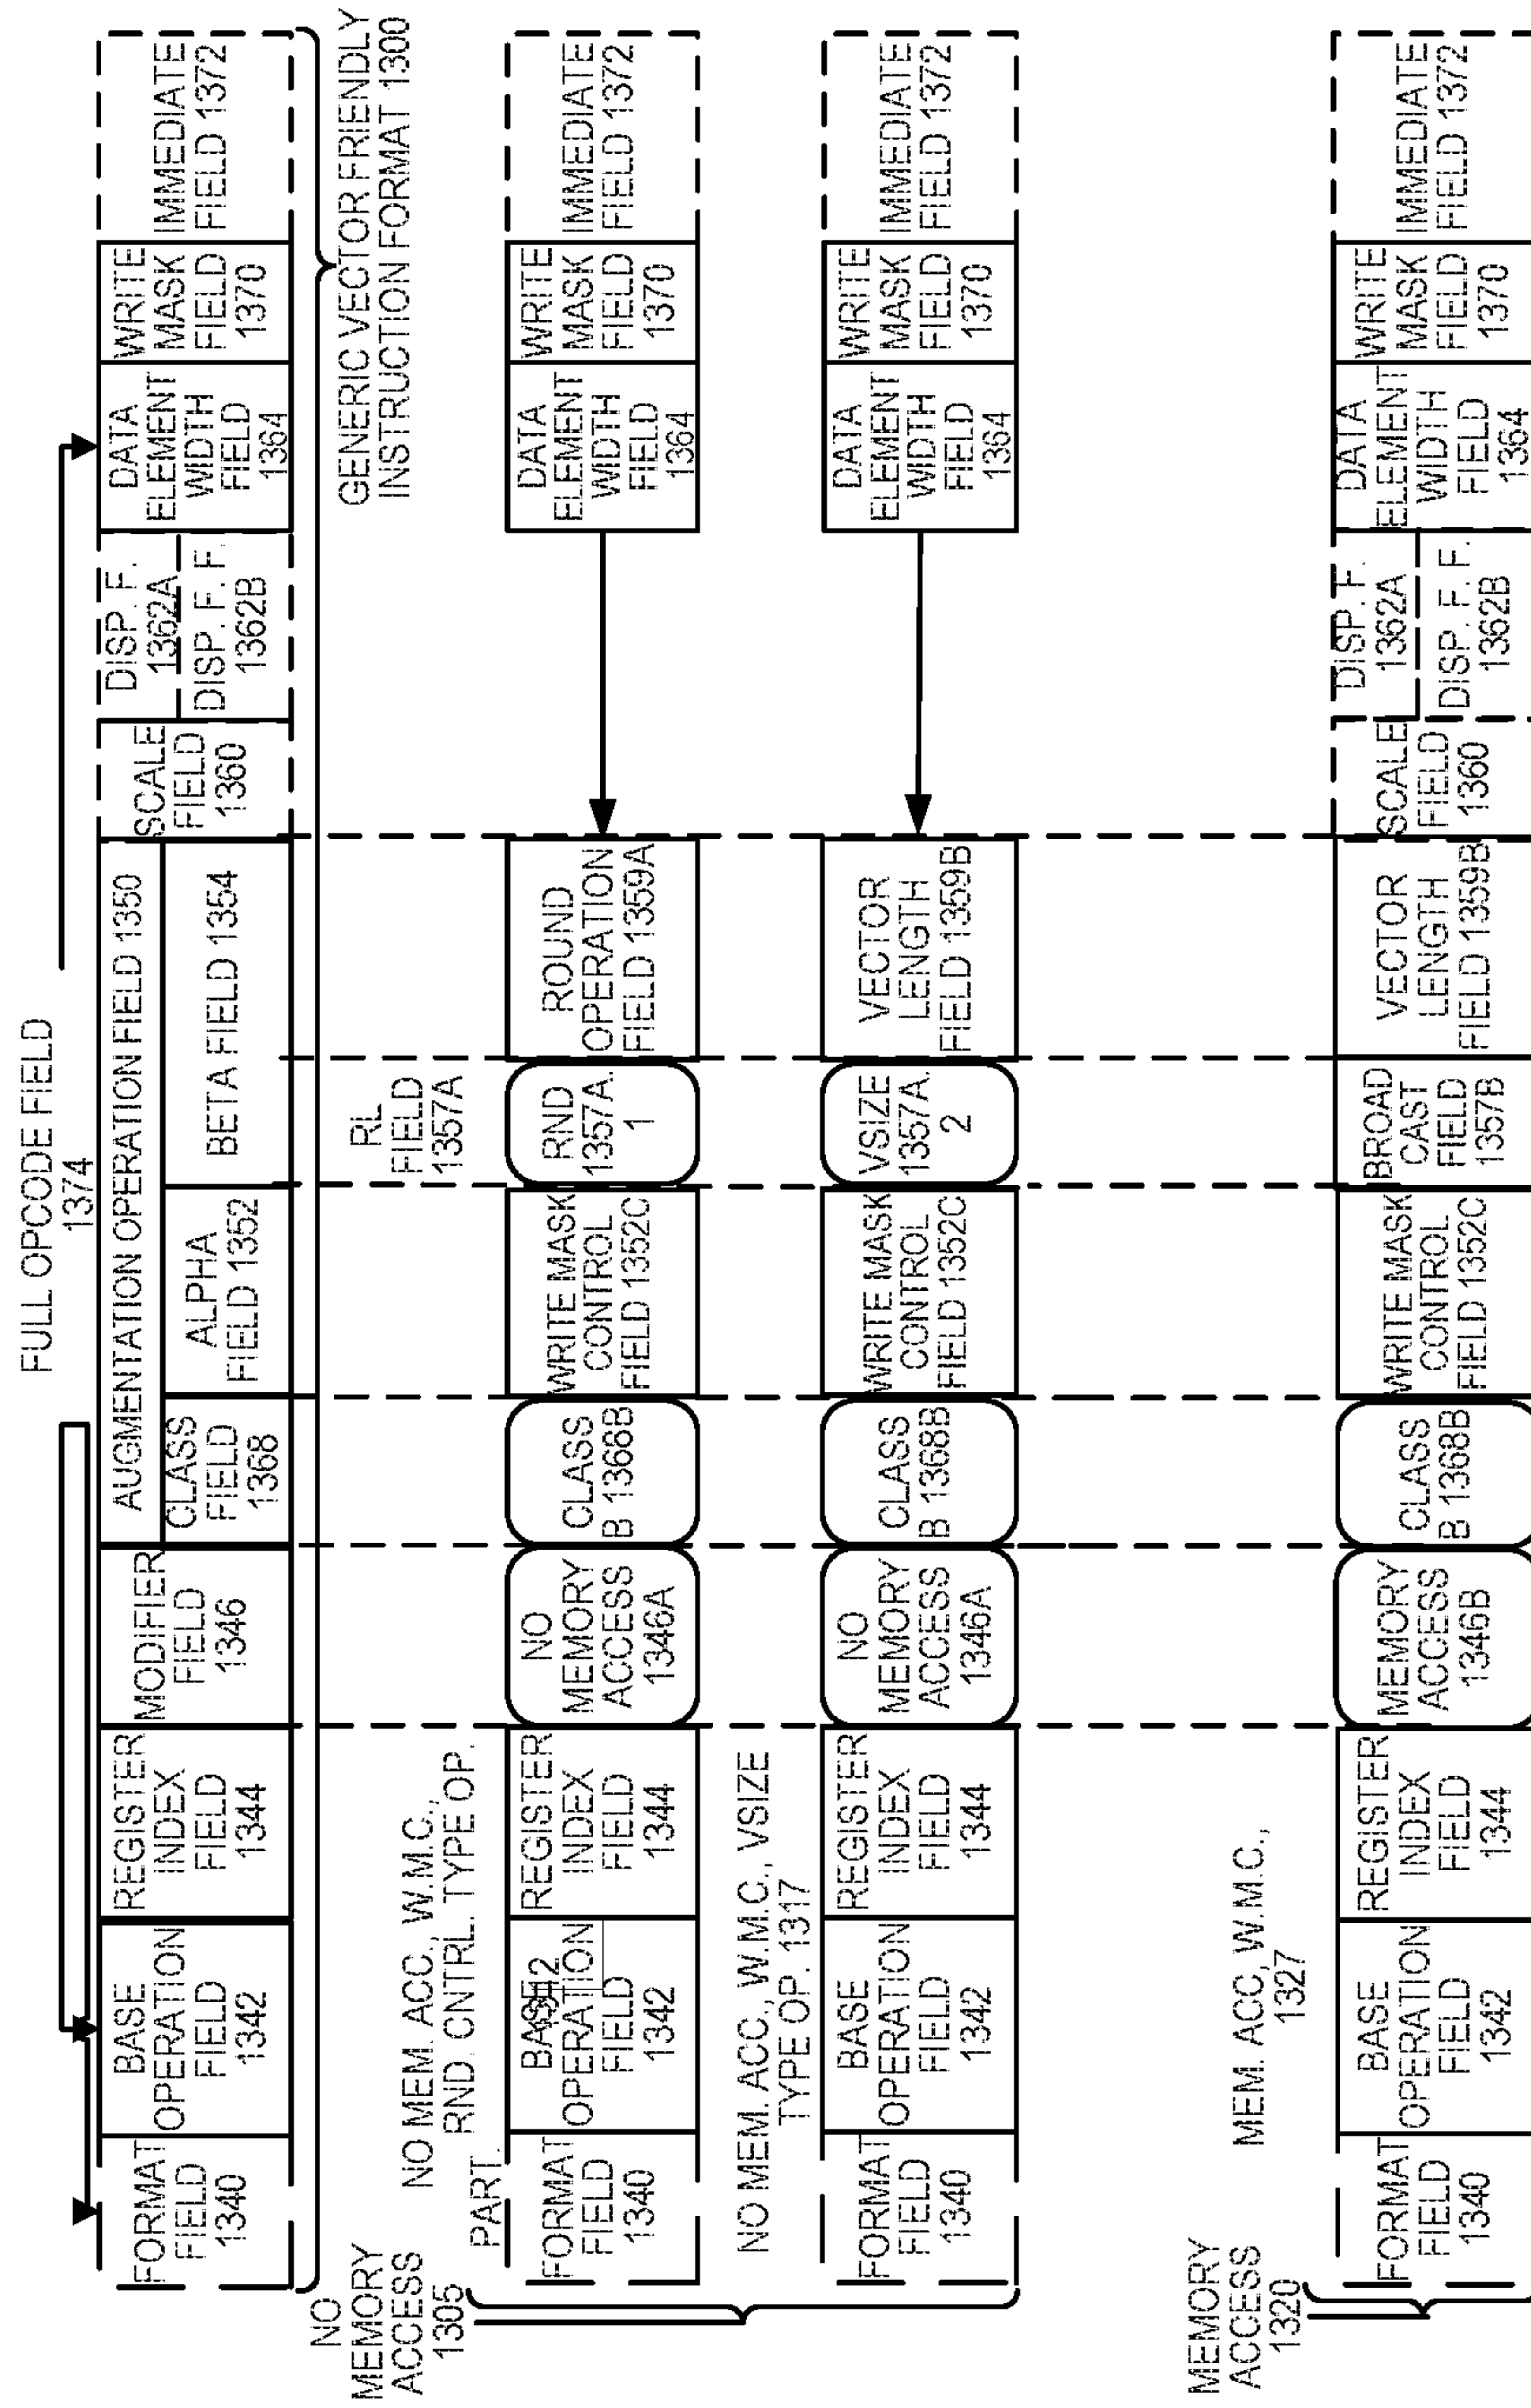 FULL OPCODE FIELD
1374
FORMAT
FIELD
1340
BASE
OPERATION
FIELD
1342
REGISTER
INDEX
FIELD
1344
MODIFIER
FIELD
1346
AUGMENTATION OPERATION FIELD 1350
CLASS
FIELD
1368
ALPHA
FIELD 1352
BETA FIELD 1354
SCALE
FIELD
1360
DISP. F.
1362A
DISP. F. F.
1362B
DATA
ELEMENT
WIDTH
FIELD
1364
WRITE
MASK
FIELD
1370
IMMEDIATE
FIELD 1372
GENERIC VECTOR FRIENDLY
INSTRUCTION FORMAT 1300
NO
MEMORY
ACCESS
1305
NO MEM. ACC., W.M.C.,
RND. CNTRL. TYPE OP.
PART.
1312
RL
FIELD
1357A
FORMAT
FIELD
1340
BASE
OPERATION
FIELD
1342
REGISTER
INDEX
FIELD
1344
NO
MEMORY
ACCESS
1346A
CLASS
B 1368B
WRITE MASK
CONTROL
FIELD 1352C
RND
1357A.
1
ROUND
OPERATION
FIELD 1359A
DATA
ELEMENT
WIDTH
FIELD
1364
WRITE
MASK
FIELD
1370
IMMEDIATE
FIELD 1372
NO MEM. ACC., W.M.C., VSIZE
TYPE OP. 1317
FORMAT
FIELD
1340
BASE
OPERATION
FIELD
1342
REGISTER
INDEX
FIELD
1344
NO
MEMORY
ACCESS
1346A
CLASS
B 1368B
WRITE MASK
CONTROL
FIELD 1352C
VSIZE
1357A.
2
VECTOR
LENGTH
FIELD 1359B
DATA
ELEMENT
WIDTH
FIELD
1364
WRITE
MASK
FIELD
1370
IMMEDIATE
FIELD 1372
MEMORY
ACCESS
1320
MEM. ACC, W.M.C.,
1327
FORMAT
FIELD
1340
BASE
OPERATION
FIELD
1342
REGISTER
INDEX
FIELD
1344
MEMORY
ACCESS
1346B
CLASS
B 1368B
WRITE MASK
CONTROL
FIELD 1352C
BROAD
CAST
FIELD
1357B
VECTOR
LENGTH
FIELD 1359B
SCALE
FIELD
1360
DISP. F.
1362A
DISP. F. F.
1362B
DATA
ELEMENT
WIDTH
FIELD
1364
WRITE
MASK
FIELD
1370
IMMEDIATE
FIELD 1372